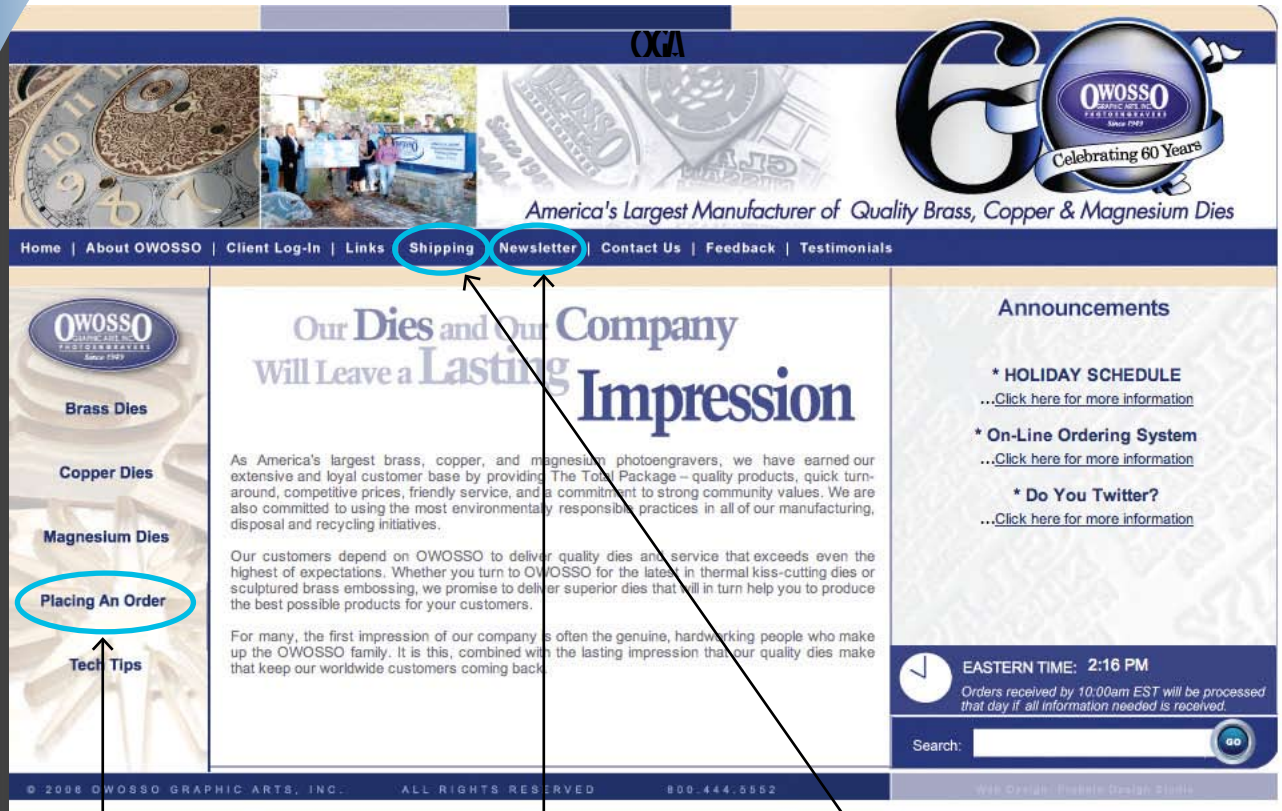 OGA
60
OWOSSO
GRAPHIC ARTS, INC.
PHOTOENGRAVERS
Since 1949
Celebrating 60 Years
America's Largest Manufacturer of Quality Brass, Copper & Magnesium Dies
Home | About OWOSSO | Client Log-In | Links | Shipping | Newsletter | Contact Us | Feedback | Testimonials
OWOSSO
GRAPHIC ARTS, INC.
PHOTOENGRAVERS
Since 1949
Brass Dies
Copper Dies
Magnesium Dies
Placing An Order
Tech Tips
Our Dies and Our Company
Will Leave a Lasting
Impression
As America's largest brass, copper, and magnesium photoengravers, we have earned our
extensive and loyal customer base by providing The Total Package – quality products, quick turn-
around, competitive prices, friendly service, and a commitment to strong community values. We are
also committed to using the most environmentally responsible practices in all of our manufacturing,
disposal and recycling initiatives.
Our customers depend on OWOSSO to deliver quality dies and service that exceeds even the
highest of expectations. Whether you turn to OWOSSO for the latest in thermal kiss-cutting dies or
sculptured brass embossing, we promise to deliver superior dies that will in turn help you to produce
the best possible products for your customers.
For many, the first impression of our company is often the genuine, hardworking people who make
up the OWOSSO family. It is this, combined with the lasting impression that our quality dies make
that keep our worldwide customers coming back.
Announcements
* HOLIDAY SCHEDULE
...Click here for more information
* On-Line Ordering System
...Click here for more information
* Do You Twitter?
...Click here for more information
EASTERN TIME: 2:16 PM
Orders received by 10:00am EST will be processed
that day if all information needed is received.
Search:
GO
© 2006 OWOSSO GRAPHIC ARTS, INC. ALL RIGHTS RESERVED 800.444.5552
Web Design: Design Studio